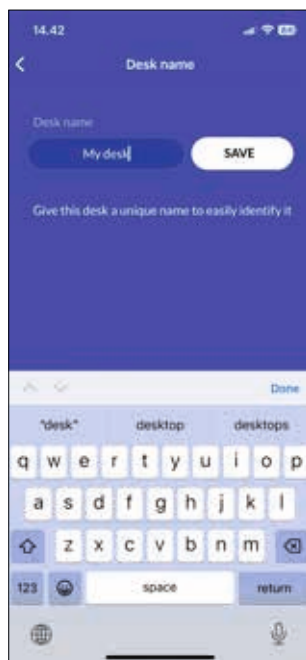 14.42
Desk name
Desk name
My desk
SAVE
Give this desk a unique name to easily identify it
Done
"desk" desktop desktops
q w e r t y u i o p
a s d f g h j k l
z x c v b n m
123 space return